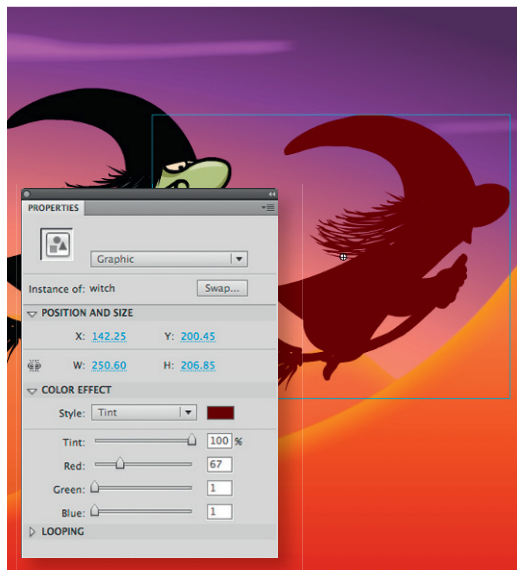 PROPERTIES
Graphic
Instance of: witch Swap...
POSITION AND SIZE
X: 142.25 Y: 200.45
W: 250.60 H: 206.85
COLOR EFFECT
Style: Tint
Tint: 100 %
Red: 67
Green: 1
Blue: 1
LOOPING